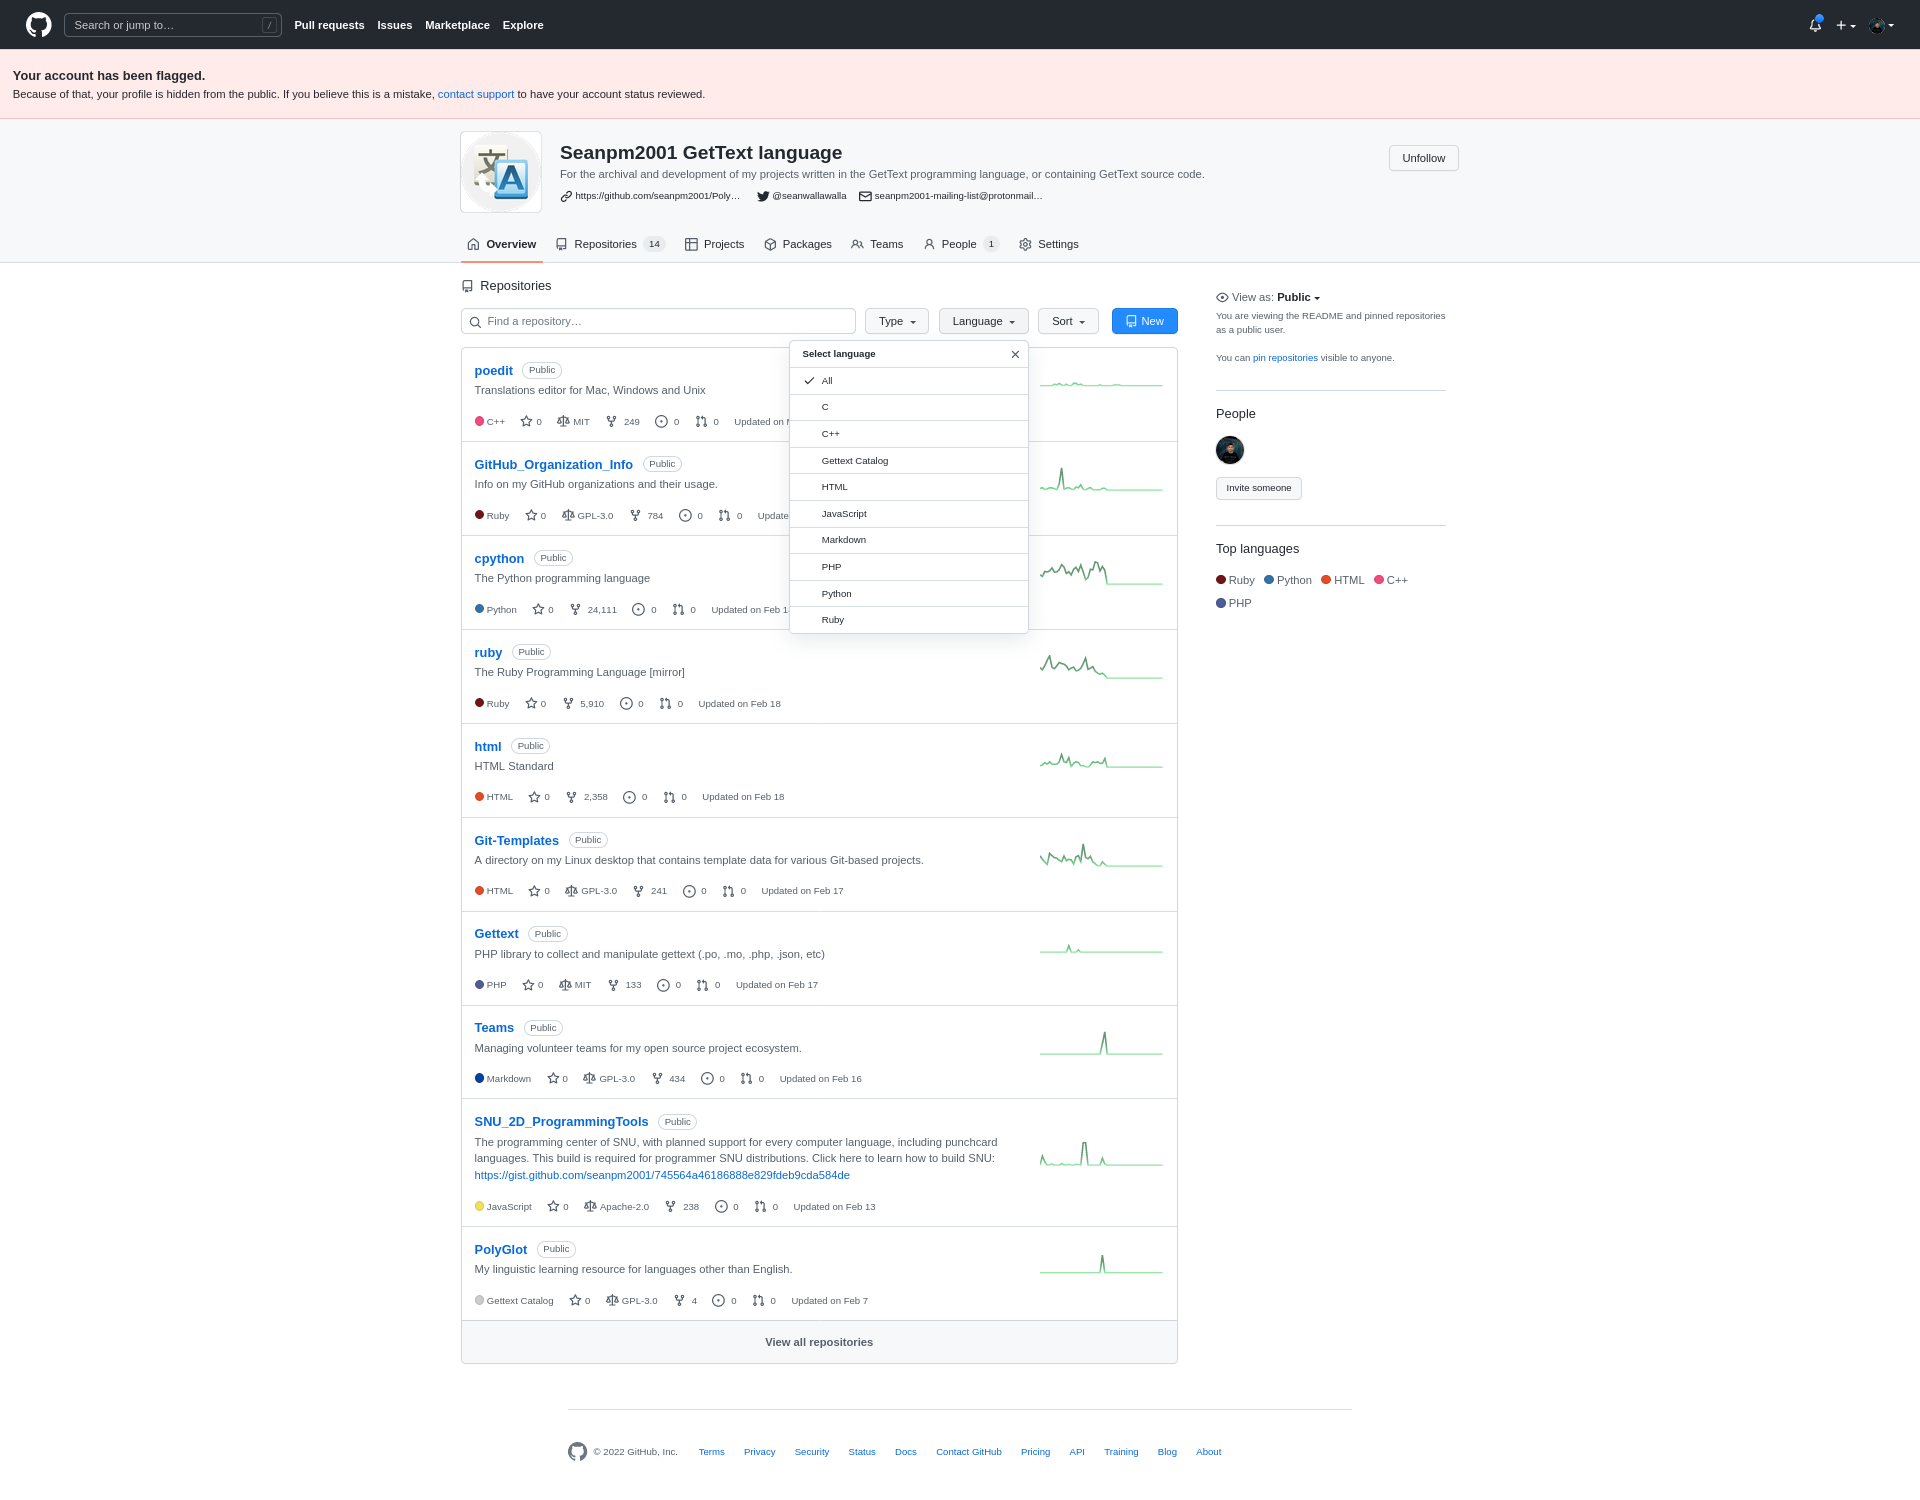 Search or jump to…
/
Pull requests Issues Marketplace Explore
Your account has been flagged.
Because of that, your profile is hidden from the public. If you believe this is a mistake, contact support to have your account status reviewed.
文 A
Seanpm2001 GetText language
Unfollow
For the archival and development of my projects written in the GetText programming language, or containing GetText source code.
https://github.com/seanpm2001/Poly… @seanwallawalla seanpm2001-mailing-list@protonmail…
Overview Repositories 14 Projects Packages Teams People 1 Settings
Repositories
Find a repository…
Type Language Sort New
Select language
All
C
C++
Gettext Catalog
HTML
JavaScript
Markdown
PHP
Python
Ruby
poedit Public
Translations editor for Mac, Windows and Unix
C++ 0 MIT 249 0 0 Updated on
GitHub_Organization_Info Public
Info on my GitHub organizations and their usage.
Ruby 0 GPL-3.0 784 0 0 Update
cpython Public
The Python programming language
Python 0 24,111 0 0 Updated on Feb
ruby Public
The Ruby Programming Language [mirror]
Ruby 0 5,910 0 0 Updated on Feb 18
html Public
HTML Standard
HTML 0 2,358 0 0 Updated on Feb 18
Git-Templates Public
A directory on my Linux desktop that contains template data for various Git-based projects.
HTML 0 GPL-3.0 241 0 0 Updated on Feb 17
Gettext Public
PHP library to collect and manipulate gettext (.po, .mo, .php, .json, etc)
PHP 0 MIT 133 0 0 Updated on Feb 17
Teams Public
Managing volunteer teams for my open source project ecosystem.
Markdown 0 GPL-3.0 434 0 0 Updated on Feb 16
SNU_2D_ProgrammingTools Public
The programming center of SNU, with planned support for every computer language, including punchcard
languages. This build is required for programmer SNU distributions. Click here to learn how to build SNU:
https://gist.github.com/seanpm2001/745564a46186888e829fdeb9cda584de
JavaScript 0 Apache-2.0 238 0 0 Updated on Feb 13
PolyGlot Public
My linguistic learning resource for languages other than English.
Gettext Catalog 0 GPL-3.0 4 0 0 Updated on Feb 7
View all repositories
View as: Public
You are viewing the README and pinned repositories
as a public user.
You can pin repositories visible to anyone.
People
Invite someone
Top languages
Ruby Python HTML C++
PHP
© 2022 GitHub, Inc. Terms Privacy Security Status Docs Contact GitHub Pricing API Training Blog About